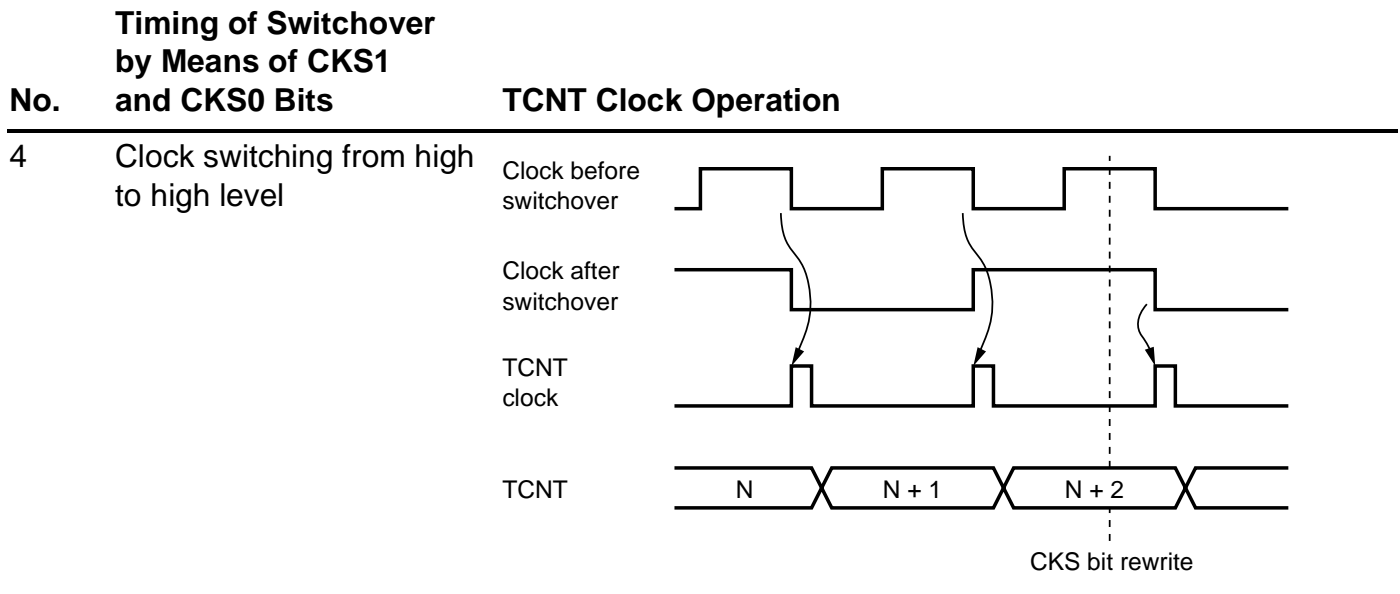 Timing of Switchover
by Means of CKS1
No. and CKS0 Bits TCNT Clock Operation
4 Clock switching from high
to high level
Clock before
switchover
Clock after
switchover
TCNT
clock
TCNT N N + 1 N + 2
CKS bit rewrite